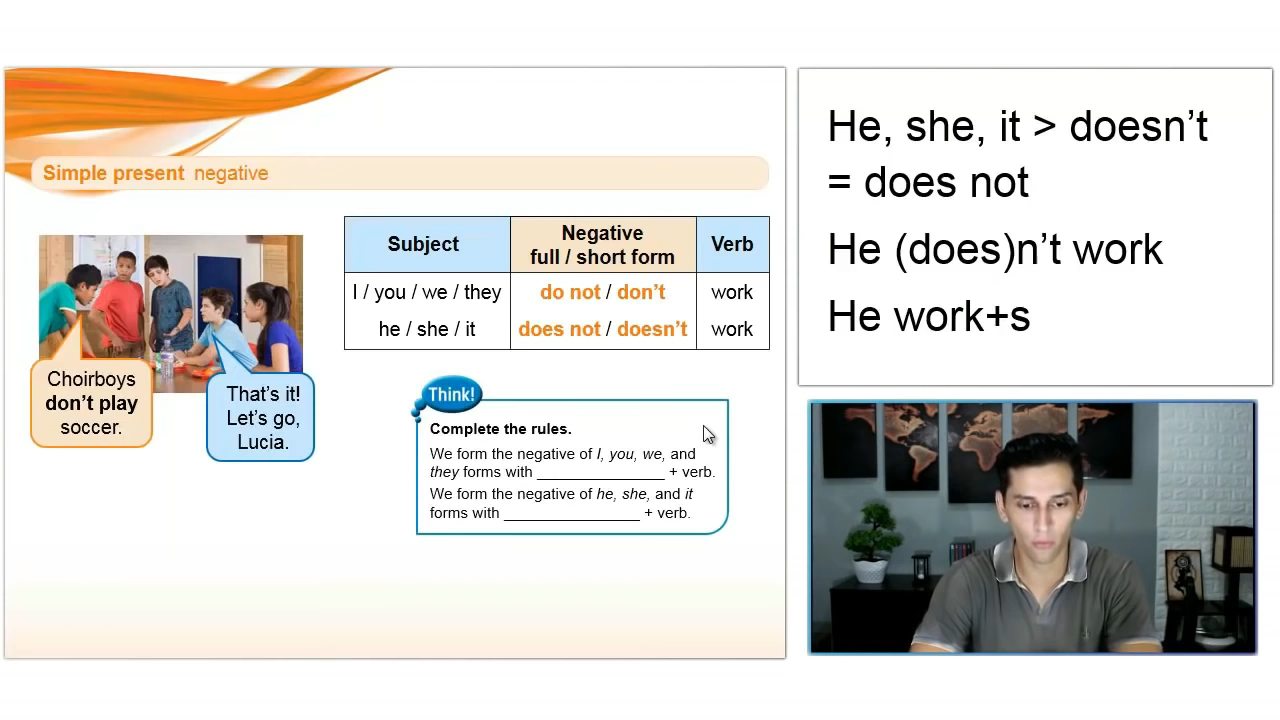 Simple present negative
Choirboys
don't play
soccer.
That's it!
Let's go,
Lucia.
Subject
Negative
full / short form
Verb
I / you / we / they
do not / don't
work
he / she / it
does not / doesn't
work
Think!
Complete the rules.
We form the negative of I, you, we, and
they forms with ________________ + verb.
We form the negative of he, she, and it
forms with _________________ + verb.
He, she, it > doesn't
= does not
He (does)n't work
He work+s